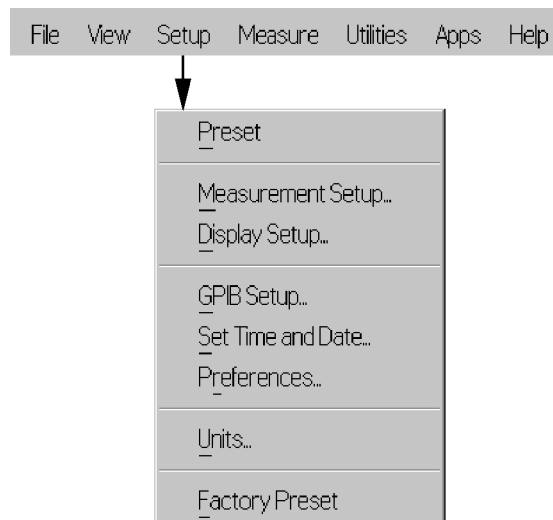 File View Setup Measure Utilities Apps Help
Preset
Measurement Setup...
Display Setup...
GPIB Setup...
Set Time and Date...
Preferences...
Units...
Factory Preset